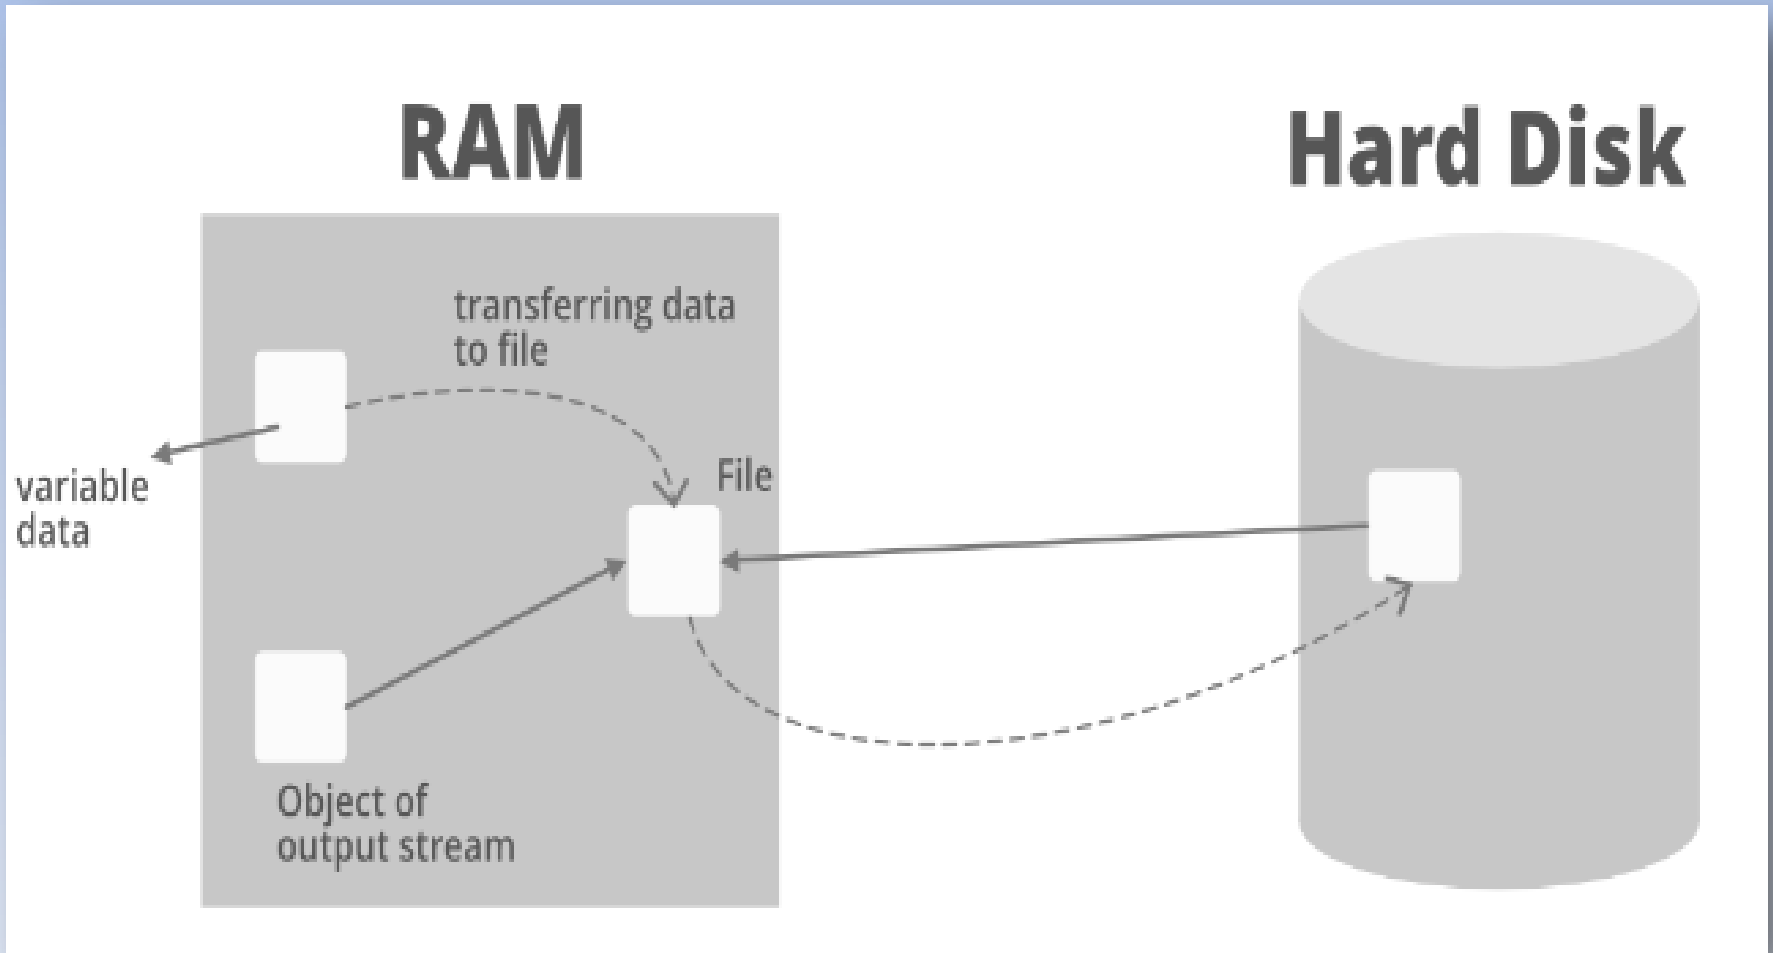 RAM
Hard Disk
transferring data
to file
variable
data
File
Object of
output stream